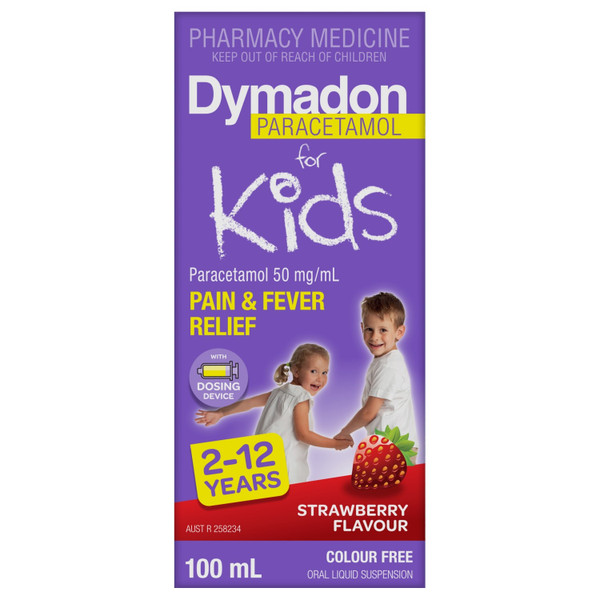 PHARMACY MEDICINE
KEEP OUT OF REACH OF CHILDREN
Dymadon
PARACETAMOL
for
Kids
Paracetamol 50 mg/mL
PAIN & FEVER
RELIEF
WITH
DOSING
DEVICE
2-12
YEARS
STRAWBERRY
FLAVOUR
AUST R 258234
COLOUR FREE
100 mL
ORAL LIQUID SUSPENSION